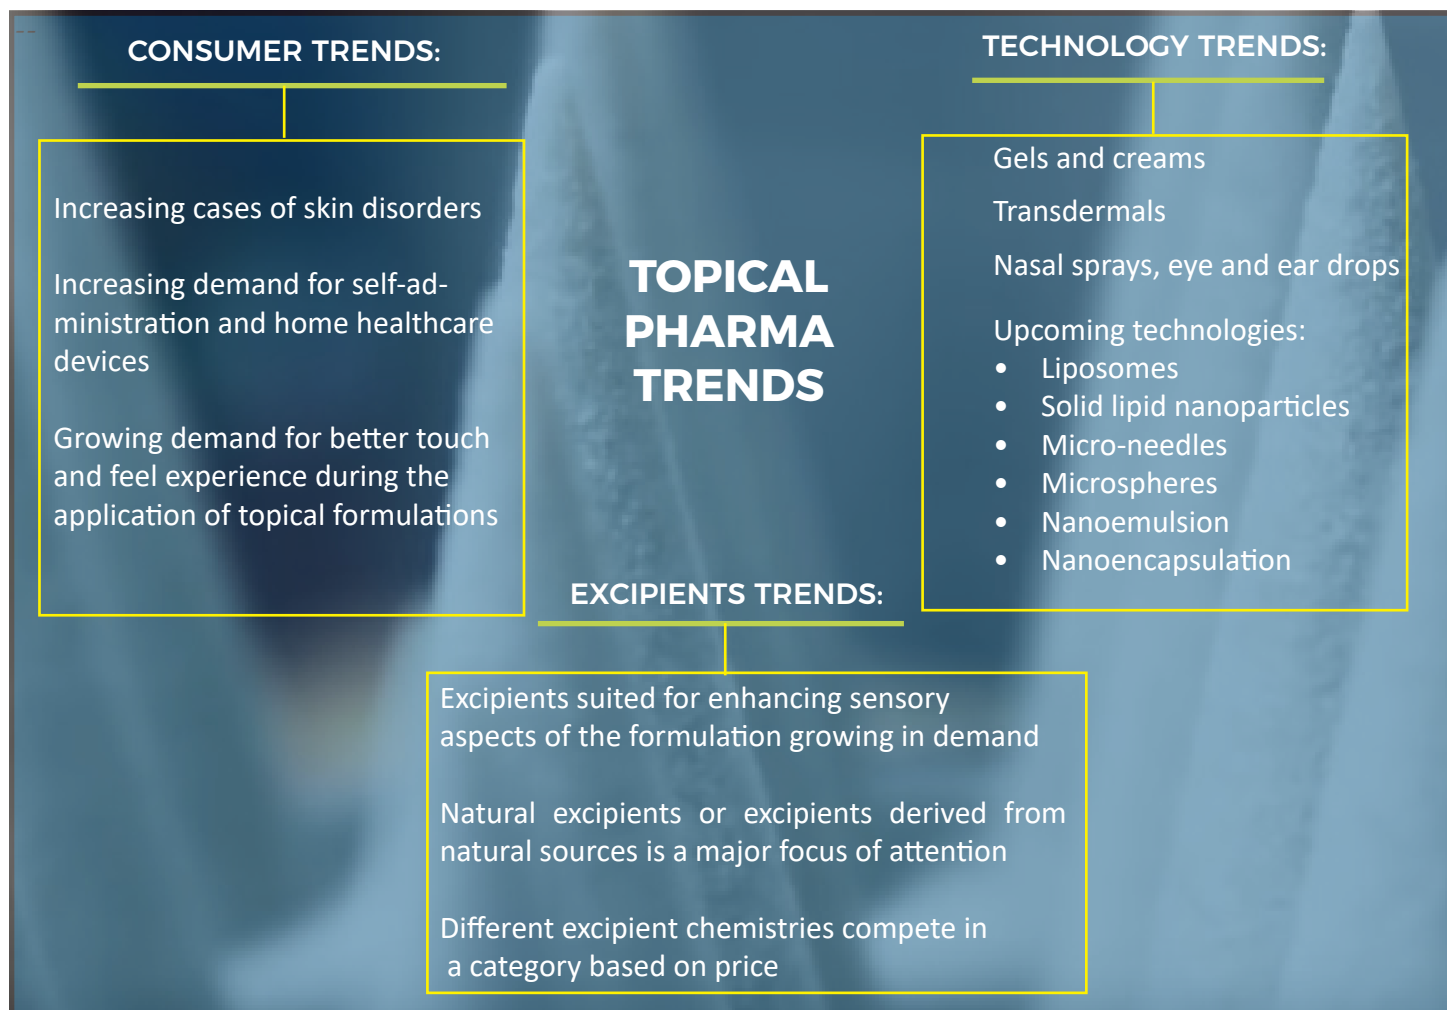 CONSUMER TRENDS:
Increasing cases of skin disorders
Increasing demand for self-ad-
ministration and home healthcare
devices
Growing demand for better touch
and feel experience during the
application of topical formulations
TOPICAL
PHARMA
TRENDS
TECHNOLOGY TRENDS:
Gels and creams
Transdermals
Nasal sprays, eye and ear drops
Upcoming technologies:
• Liposomes
• Solid lipid nanoparticles
• Micro-needles
• Microspheres
• Nanoemulsion
• Nanoencapsulation
EXCIPIENTS TRENDS:
Excipients suited for enhancing sensory
aspects of the formulation growing in demand
Natural excipients or excipients derived from
natural sources is a major focus of attention
Different excipient chemistries compete in
a category based on price